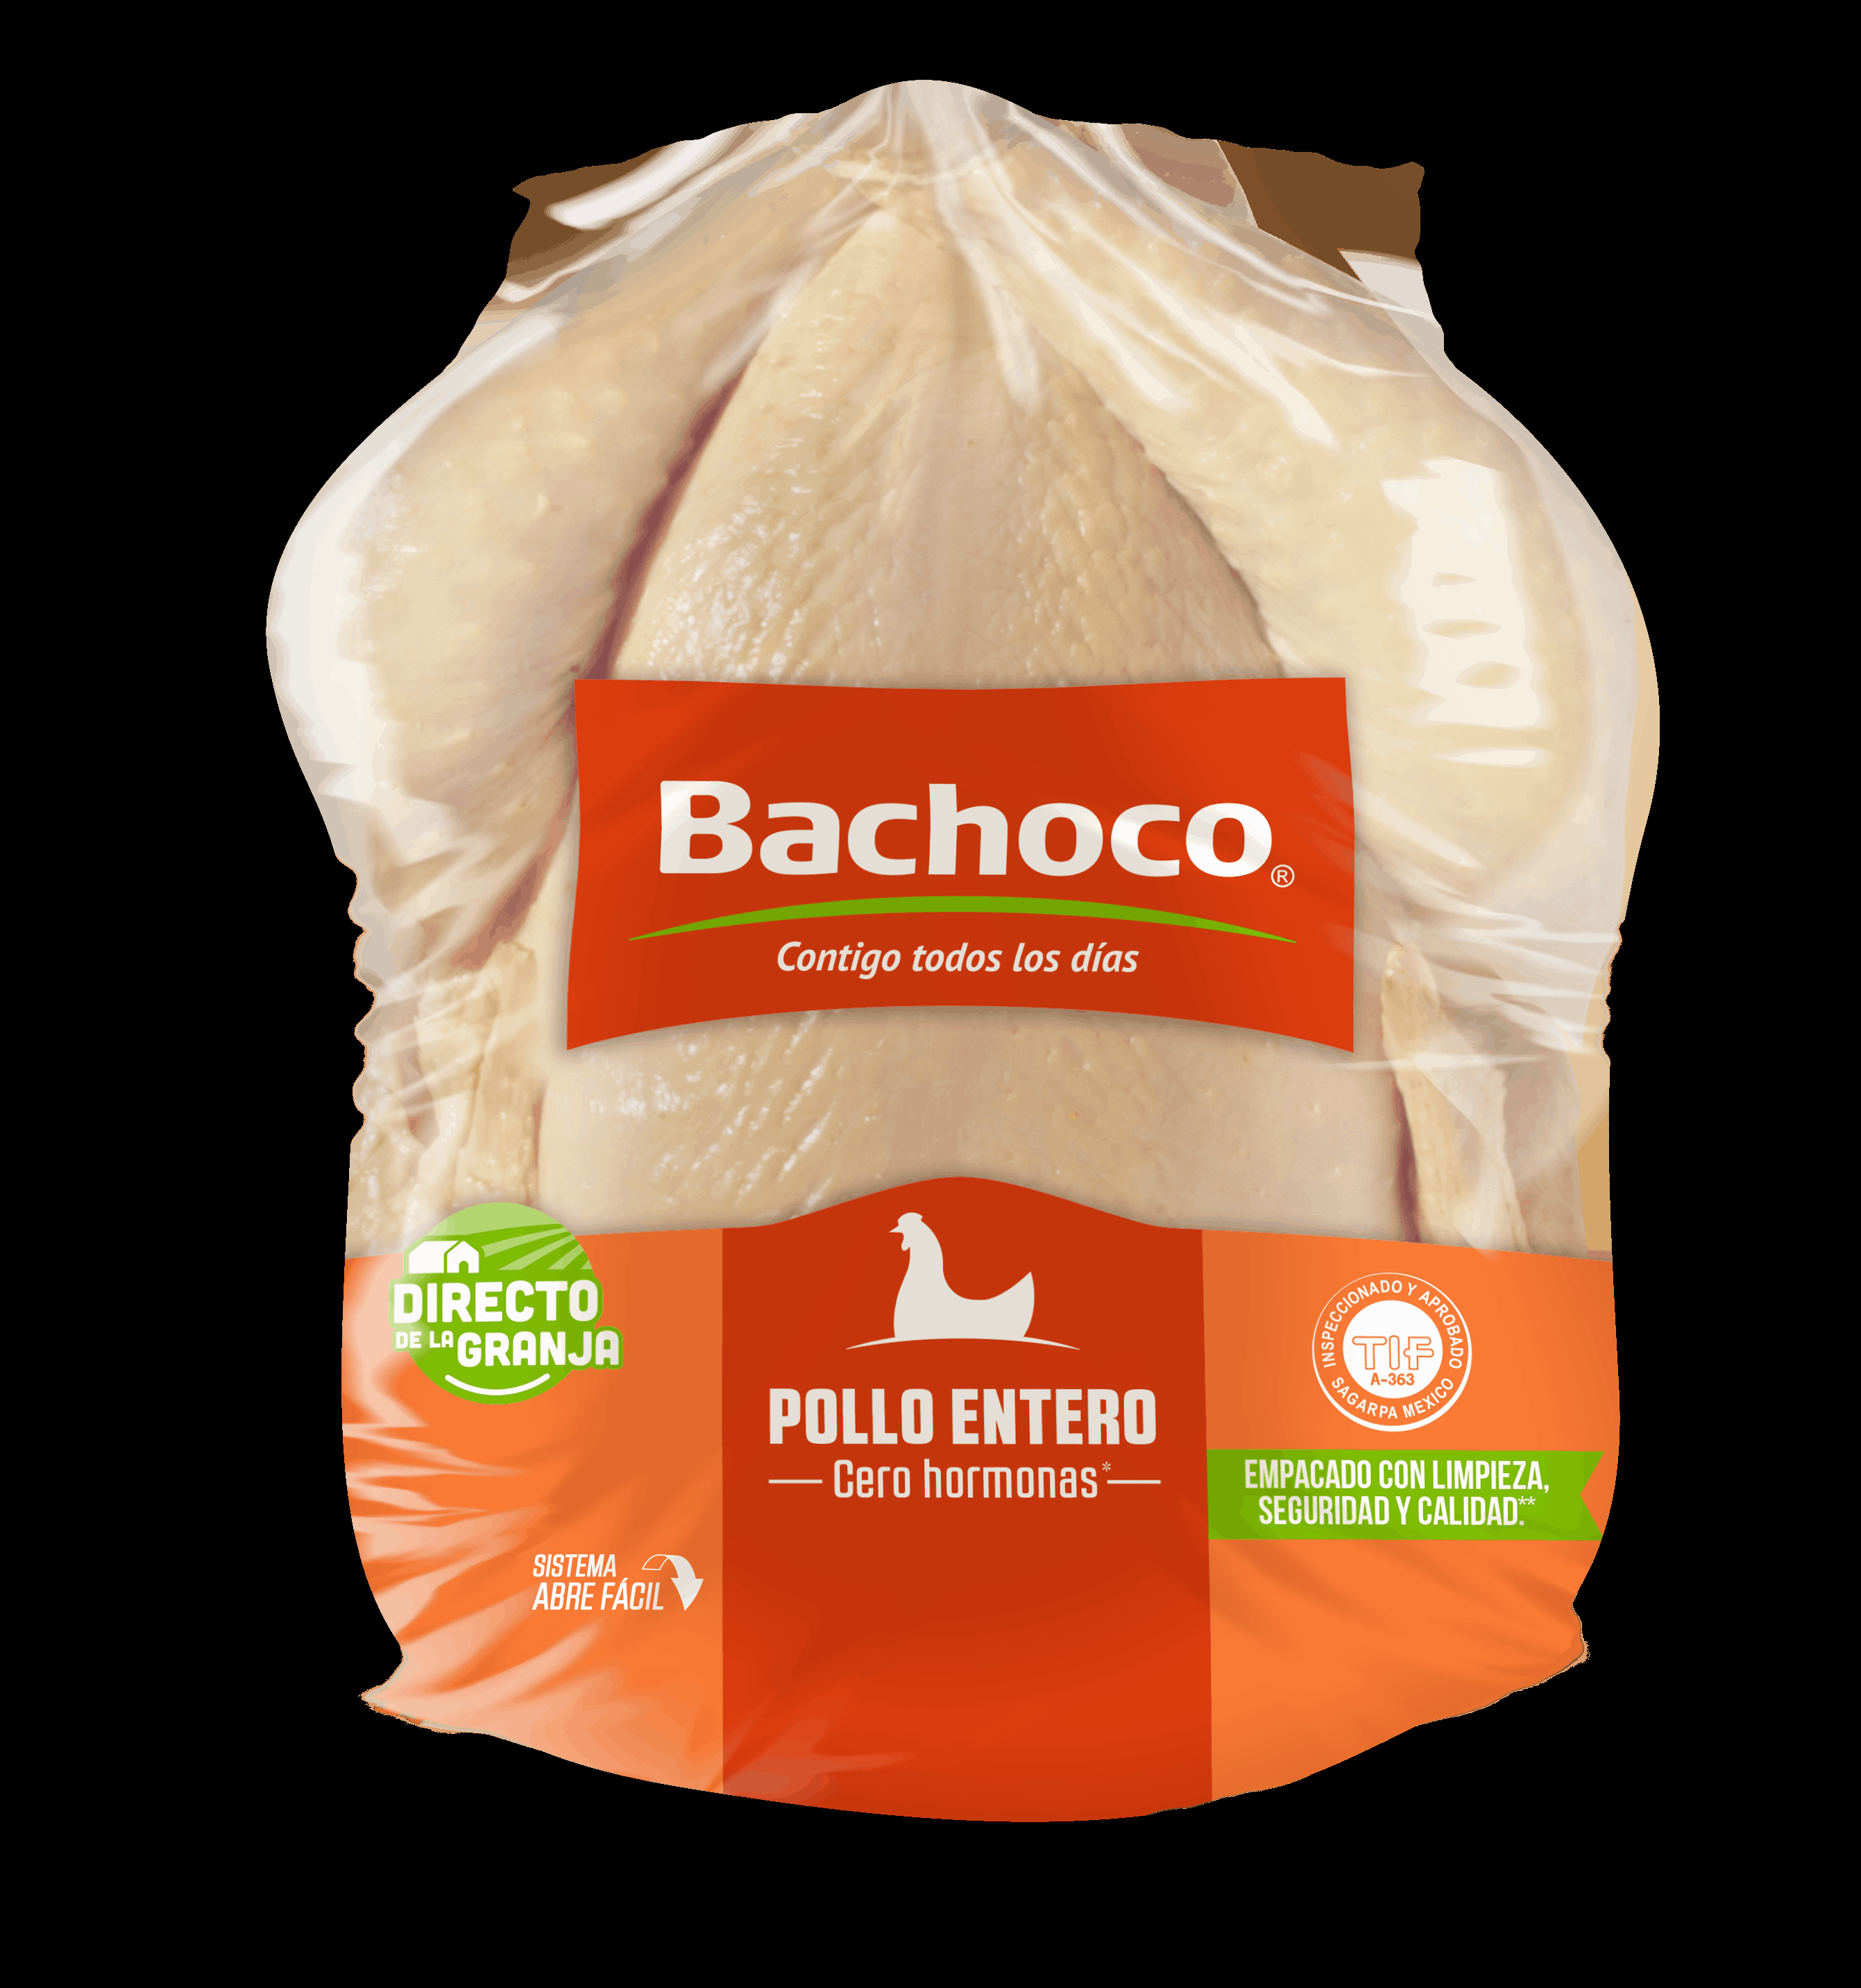 Bachoco®
Contigo todos los días
DIRECTO
DE LA GRANJA
POLLO ENTERO
Cero hormonas*
INSPECCIONADO Y APROBADO
TIF
A-363
SAGARPA MEXICO
EMPACADO CON LIMPIEZA,
SEGURIDAD Y CALIDAD.**
SISTEMA
ABRE FÁCIL